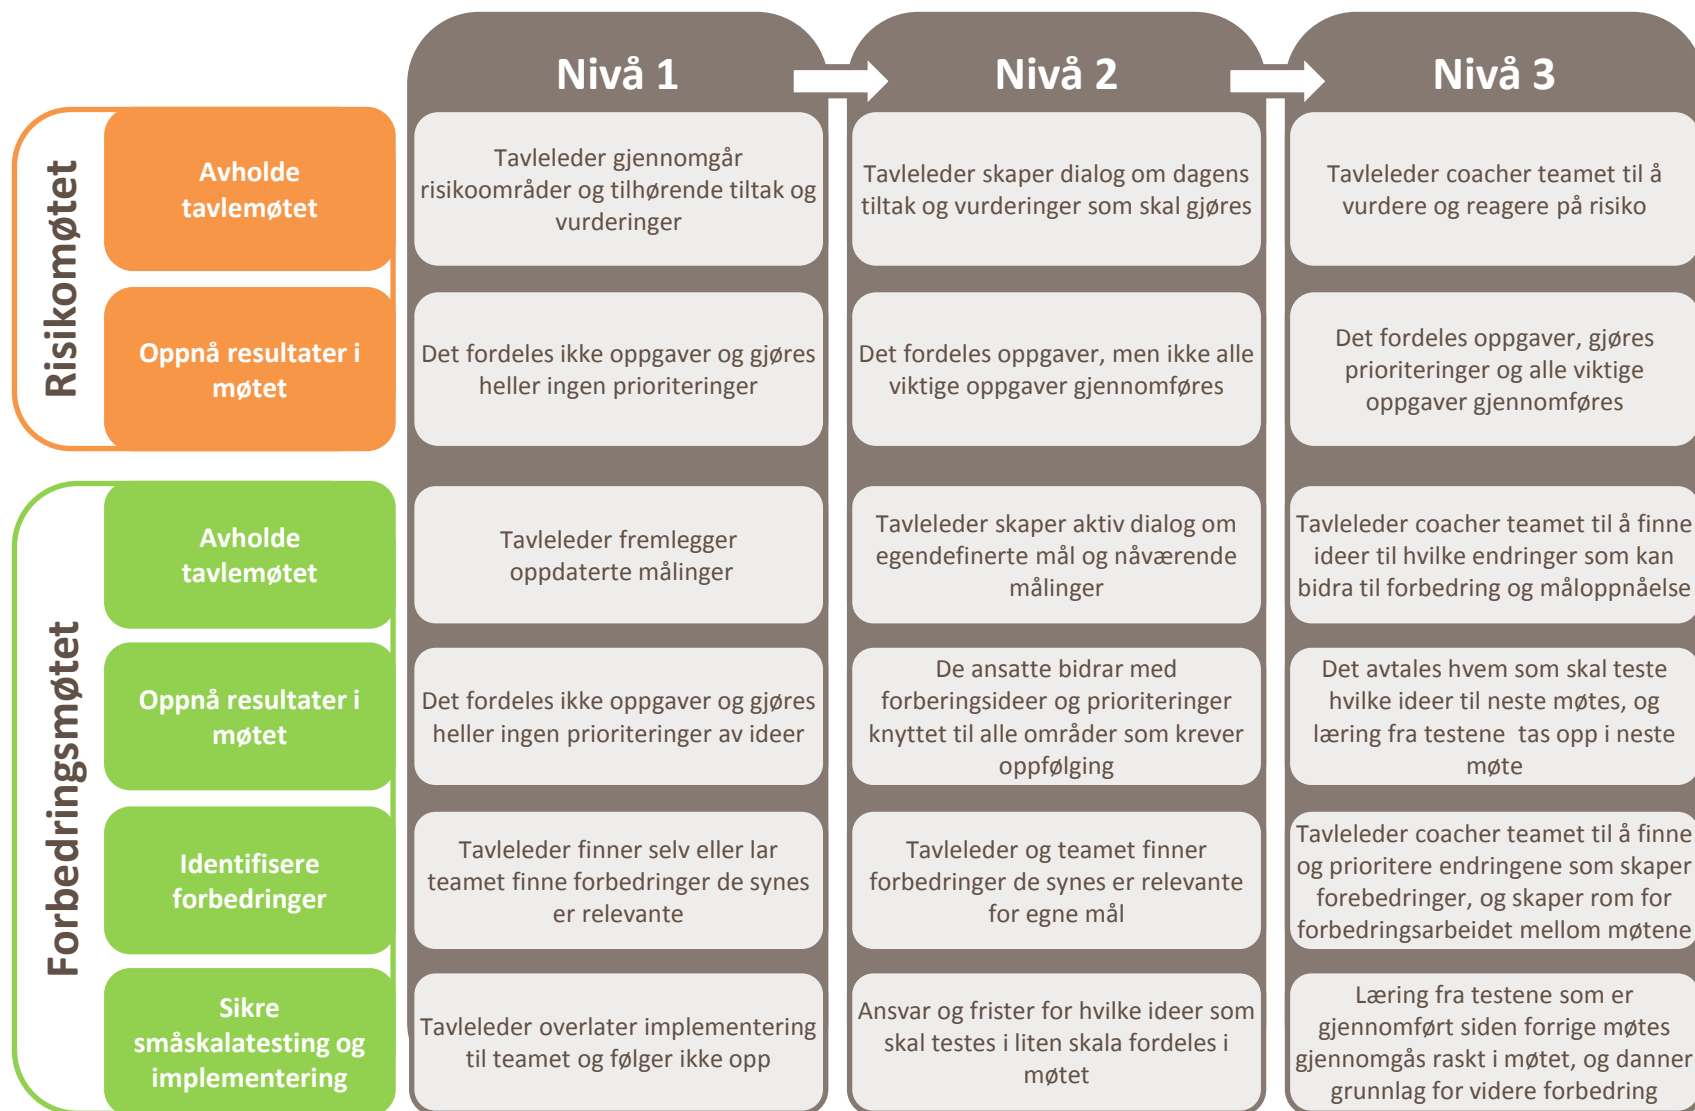 Nivå 1
Nivå 2
Nivå 3
Risikomøtet
Avholde
tavlemøtet
Tavleleder gjennomgår
risikoområder og tilhørende tiltak og
vurderinger
Tavleleder skaper dialog om dagens
tiltak og vurderinger som skal gjøres
Tavleleder coacher teamet til å
vurdere og reagere på risiko
Oppnå resultater i
møtet
Det fordeles ikke oppgaver og gjøres
heller ingen prioriteringer
Det fordeles oppgaver, men ikke alle
viktige oppgaver gjennomføres
Det fordeles oppgaver, gjøres
prioriteringer og alle viktige
oppgaver gjennomføres
Forbedringsmøtet
Avholde
tavlemøtet
Tavleleder fremlegger
oppdaterte målinger
Tavleleder skaper aktiv dialog om
egendefinerte mål og nåværende
målinger
Tavleleder coacher teamet til å finne
ideer til hvilke endringer som kan
bidra til forbedring og måloppnåelse
Oppnå resultater i
møtet
Det fordeles ikke oppgaver og gjøres
heller ingen prioriteringer av ideer
De ansatte bidrar med
forberingsideer og prioriteringer
knyttet til alle områder som krever
oppfølging
Det avtales hvem som skal teste
hvilke ideer til neste møtes, og
læring fra testene  tas opp i neste
møte
Identifisere
forbedringer
Tavleleder finner selv eller lar
teamet finne forbedringer de synes
er relevante
Tavleleder og teamet finner
forbedringer de synes er relevante
for egne mål
Tavleleder coacher teamet til å finne
og prioritere endringene som skaper
forebedringer, og skaper rom for
forbedringsarbeidet mellom møtene
Sikre
småskalatesting og
implementering
Tavleleder overlater implementering
til teamet og følger ikke opp
Ansvar og frister for hvilke ideer som
skal testes i liten skala fordeles i
møtet
Læring fra testene som er
gjennomført siden forrige møtes
gjennomgås raskt i møtet, og danner
grunnlag for videre forbedring